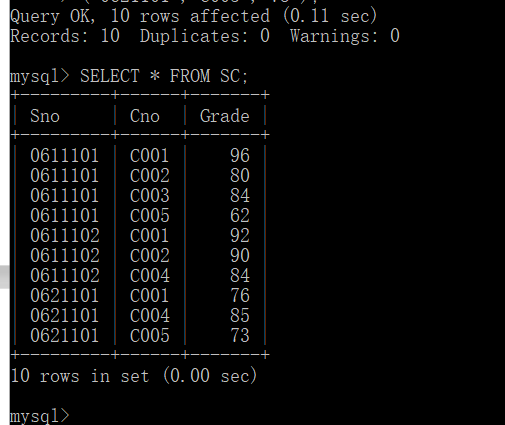 Query OK, 10 rows affected (0.11 sec)
Records: 10  Duplicates: 0  Warnings: 0
mysql> SELECT * FROM SC;
+---------+------+-------+
| Sno     | Cno  | Grade |
+---------+------+-------+
| 0611101 | C001 |    96 |
| 0611101 | C002 |    80 |
| 0611101 | C003 |    84 |
| 0611101 | C005 |    62 |
| 0611102 | C001 |    92 |
| 0611102 | C002 |    90 |
| 0611102 | C004 |    84 |
| 0621101 | C001 |    76 |
| 0621101 | C004 |    85 |
| 0621101 | C005 |    73 |
+---------+------+-------+
10 rows in set (0.00 sec)
mysql>